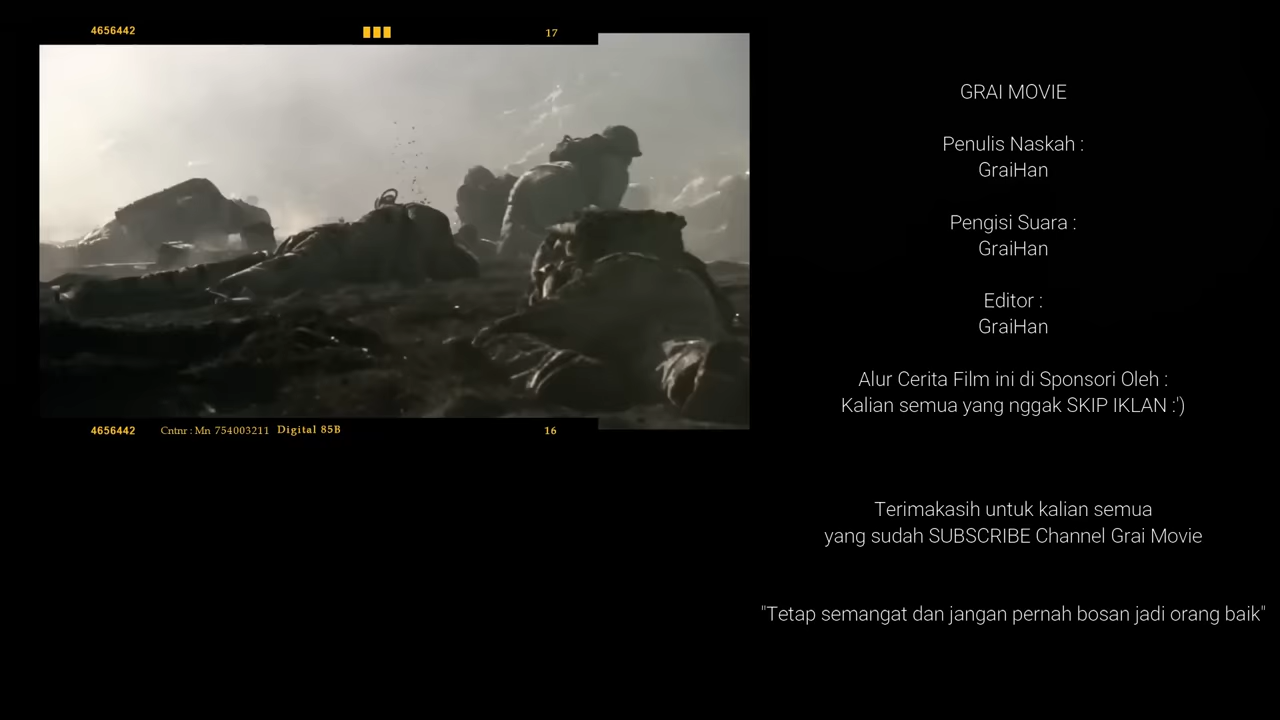 4656442
17
4656442 Cntnr : Mn 754003211 Digital 85B
16
GRAI MOVIE
Penulis Naskah :
GraiHan
Pengisi Suara :
GraiHan
Editor :
GraiHan
Alur Cerita Film ini di Sponsori Oleh :
Kalian semua yang nggak SKIP IKLAN :')
Terimakasih untuk kalian semua
yang sudah SUBSCRIBE Channel Grai Movie
"Tetap semangat dan jangan pernah bosan jadi orang baik"